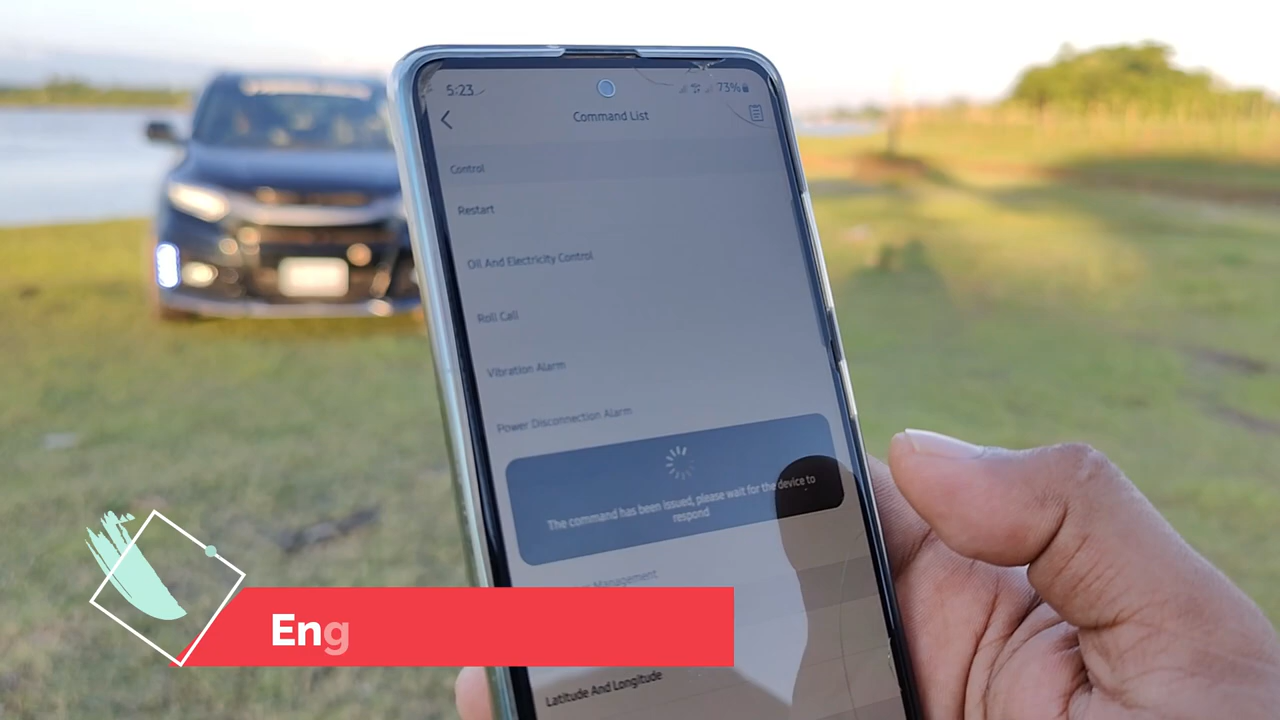 5:23
73%
Command List
Control
Restart
Oil And Electricity Control
Roll Call
Vibration Alarm
Power Disconnection Alarm
The command has been issued, please wait for the device to
respond
Management
Eng
Latitude And Longitude